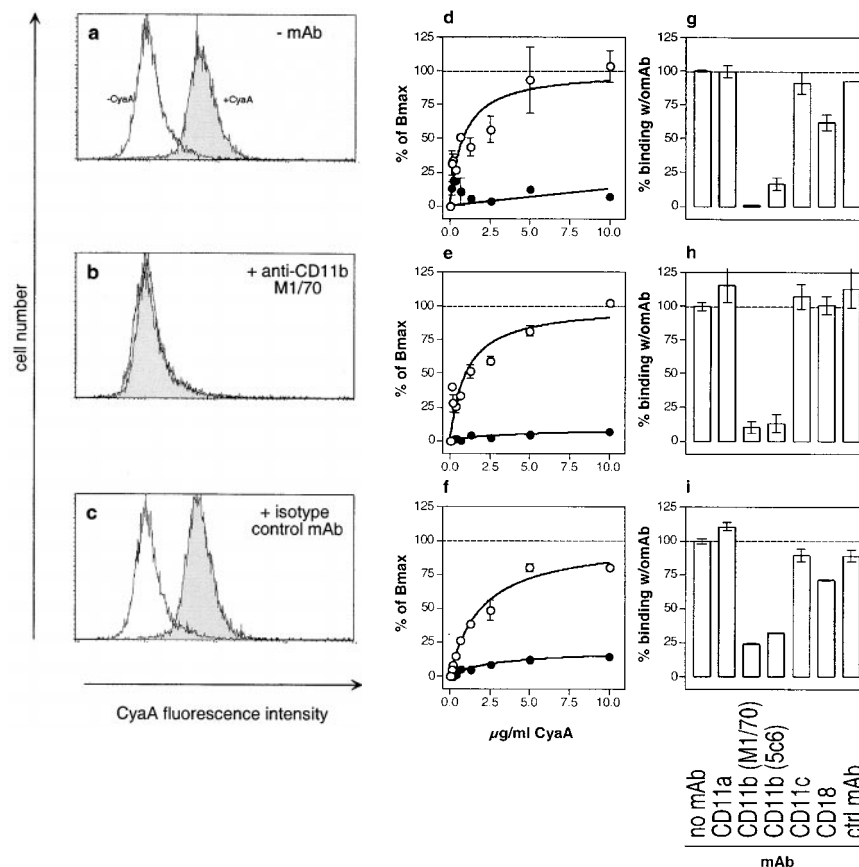 cell number
a
- mAb
-CyaA
+CyaA
b
+ anti-CD11b
M1/70
c
+ isotype
control mAb
CyaA fluorescence intensity
d
% of Bmax
125
100
75
50
25
0
0.0
2.5
5.0
7.5
10.0
e
% of Bmax
125
100
75
50
25
0
0.0
2.5
5.0
7.5
10.0
f
% of Bmax
125
100
75
50
25
0
0.0
2.5
5.0
7.5
10.0
µg/ml CyaA
g
% binding w/omAb
125
100
75
50
25
0
h
% binding w/omAb
125
100
75
50
25
0
i
% binding w/omAb
125
100
75
50
25
0
no mAb
CD11a
CD11b (M1/70)
CD11b (5c6)
CD11c
CD18
ctrl mAb
mAb